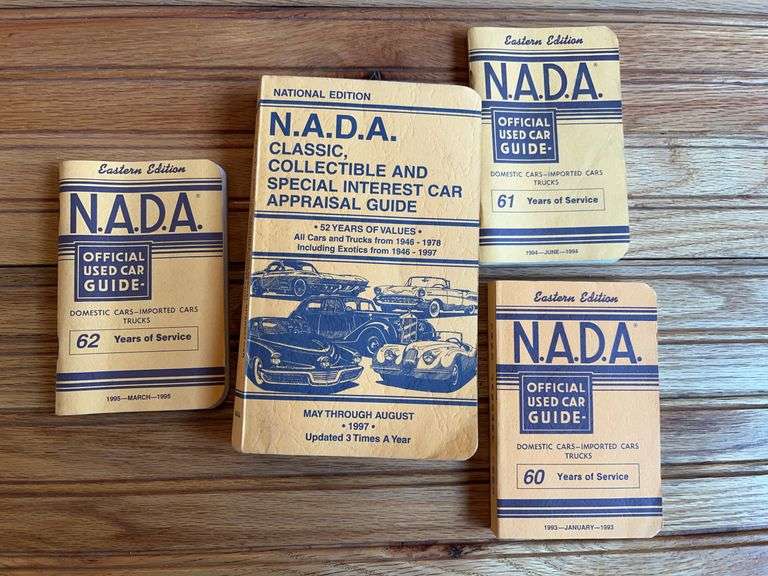 Eastern Edition
N.A.D.A.
OFFICIAL
USED CAR
GUIDE-
DOMESTIC CARS—IMPORTED CARS
TRUCKS
62 Years of Service
1995—MARCH—1995
NATIONAL EDITION
N.A.D.A.
CLASSIC,
COLLECTIBLE AND
SPECIAL INTEREST CAR
APPRAISAL GUIDE
• 52 YEARS OF VALUES •
All Cars and Trucks from 1946 - 1978
Including Exotics from 1946 - 1997
MAY THROUGH AUGUST
• 1997 •
Updated 3 Times A Year
Eastern Edition
N.A.D.A.®
OFFICIAL
USED CAR
GUIDE-
DOMESTIC CARS—IMPORTED CARS
TRUCKS
61 Years of Service
1994—JUNE—1994
Eastern Edition
N.A.D.A.
OFFICIAL
USED CAR
GUIDE-
DOMESTIC CARS—IMPORTED CARS
TRUCKS
60 Years of Service
1993—JANUARY—1993